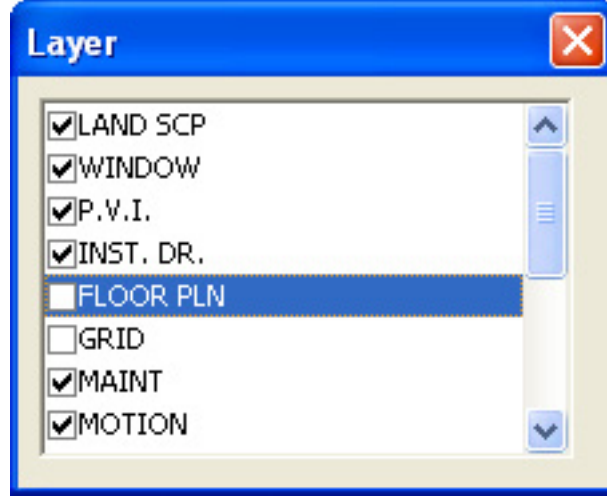 Layer
LAND SCP
WINDOW
P.V.I.
INST. DR.
FLOOR PLN
GRID
MAINT
MOTION